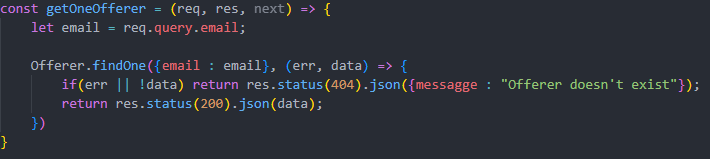 const getOneOfferer = (req, res, next) => {
    let email = req.query.email;

    Offerer.findOne({email : email}, (err, data) => {
        if(err || !data) return res.status(404).json({messagge : "Offerer doesn't exist"});
        return res.status(200).json(data);
    })
}